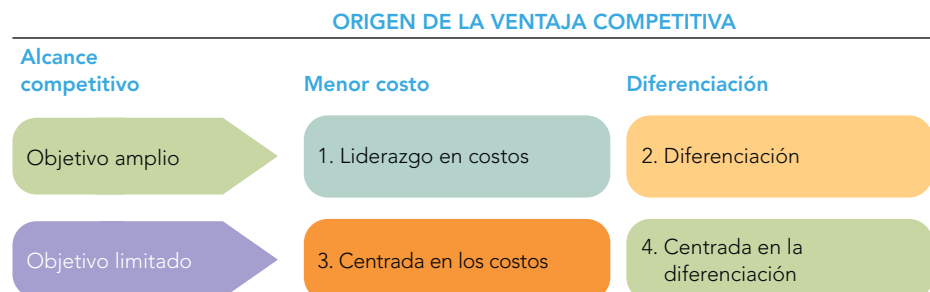 ORIGEN DE LA VENTAJA COMPETITIVA
Alcance
competitivo
Menor costo
Diferenciación
Objetivo amplio
1. Liderazgo en costos
2. Diferenciación
Objetivo limitado
3. Centrada en los costos
4. Centrada en la
diferenciación